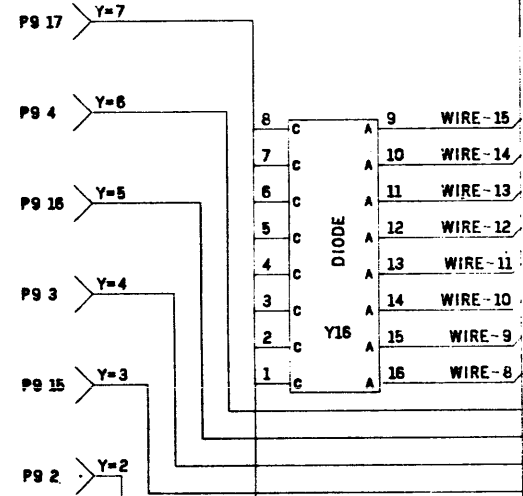 P9 17 Y=7
P9 4 Y=6
8 C A 9 WIRE-15
7 C A 10 WIRE-14
6 C A 11 WIRE-13
P9 16 Y=5
5 C A 12 WIRE-12
DIODE
4 C A 13 WIRE-11
P9 3 Y=4
3 C A 14 WIRE-10
Y16
2 C A 15 WIRE-9
1 C A 16 WIRE-8
P9 15 Y=3
P9 2 Y=2